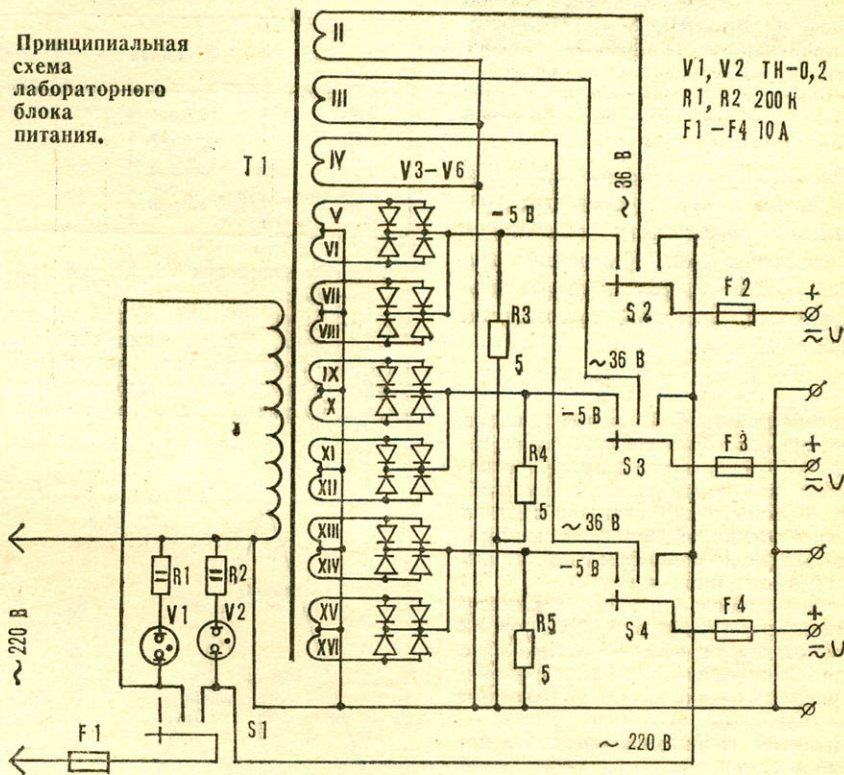 Принципиальная
схема
лабораторного
блока
питания.
V1, V2 ТН-0,2
R1, R2 200 К
F1-F4 10 А
T1
II
III
IV
V3-V6
~36 В
V
VI
-5 В
VII
VIII
R3
5
S2
F2
+
≂ U
IX
X
~36 В
-5 В
R4
5
S3
F3
+
≂ U
XI
XII
XIII
XIV
~36 В
-5 В
R5
5
S4
F4
+
≂ U
XV
XVI
R1
R2
V1
V2
~220 В
S1
F1
~220 В